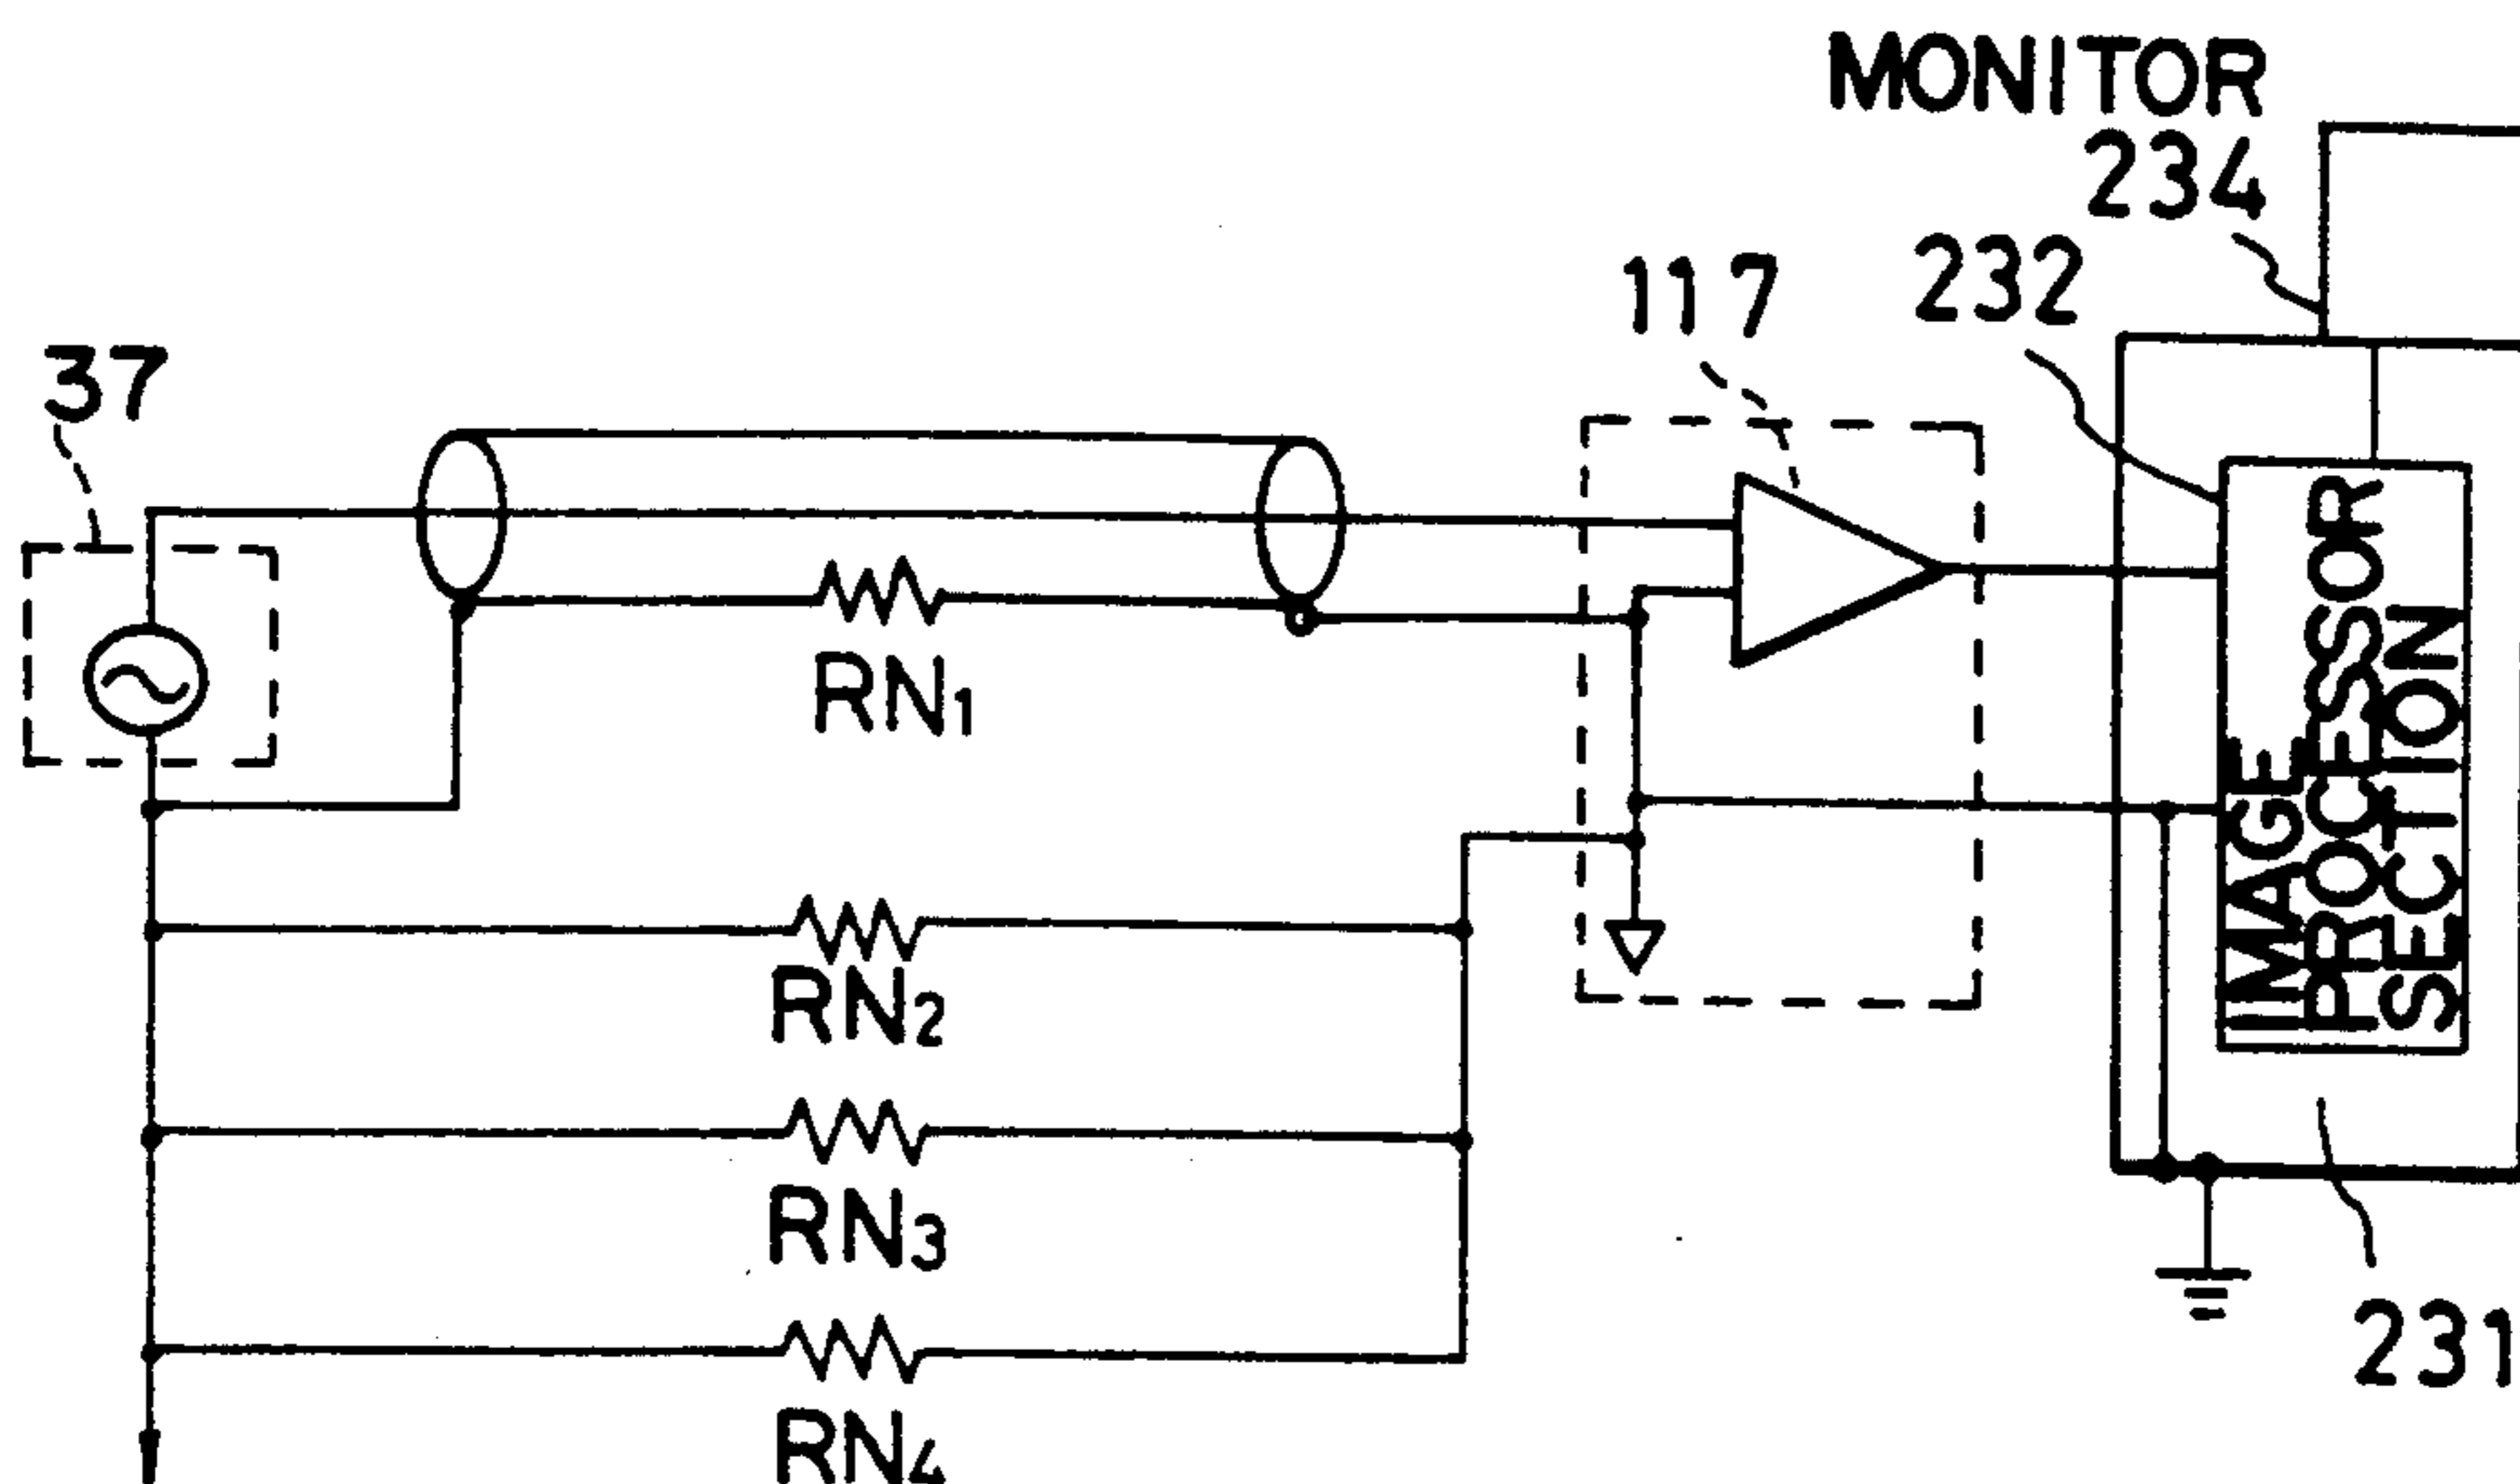 MONITOR
234
232
117
37
RN1
IMAGE
PROCESSOR
SECTION
RN2
RN3
231
RN4